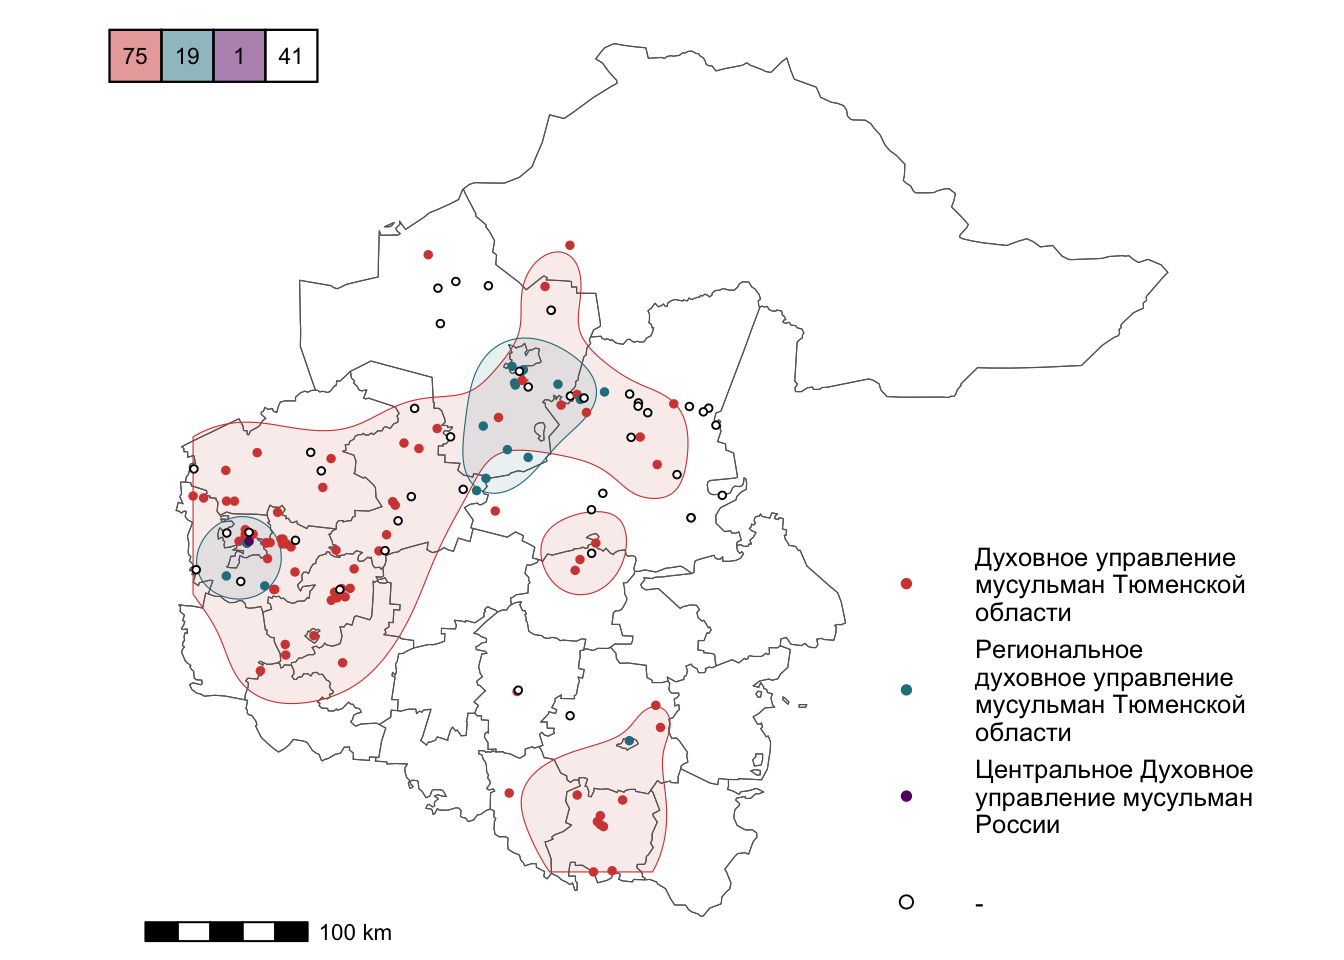 75 19 1 41
Духовное управление
мусульман Тюменской
области
Региональное
духовное управление
мусульман Тюменской
области
Центральное Духовное
управление мусульман
России
-
100 km